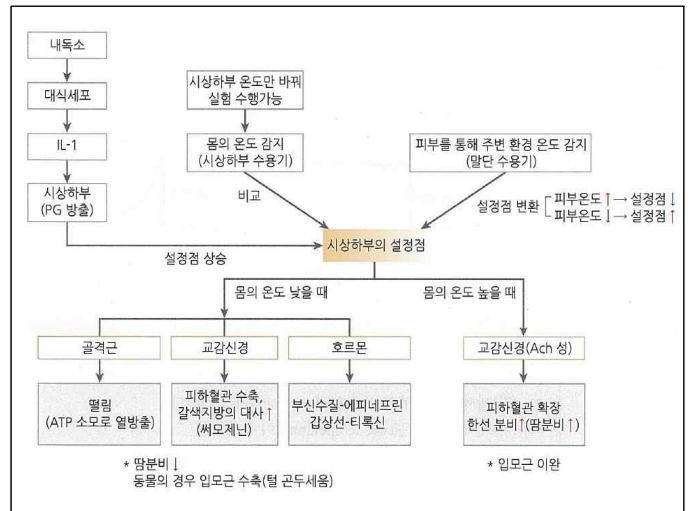 내독소
대식세포
IL-1
시상하부
(PG 방출)
시상하부 온도만 바꿔
실험 수행가능
몸의 온도 감지
(시상하부 수용기)
피부를 통해 주변 환경 온도 감지
(말단 수용기)
비교
설정점 변환
피부온도↑→ 설정점↓
피부온도↓→ 설정점↑
시상하부의 설정점
설정점 상승
몸의 온도 낮을 때
몸의 온도 높을 때
골격근
교감신경
호르몬
교감신경(Ach 성)
떨림
(ATP 소모로 열방출)
피하혈관 수축,
갈색지방의 대사↑
(써모제닌)
부신수질-에피네프린
갑상선-티록신
피하혈관 확장
한선 분비↑(땀분비↑)
* 땀분비↓
동물의 경우 입모근 수축(털 곤두세움)
* 입모근 이완